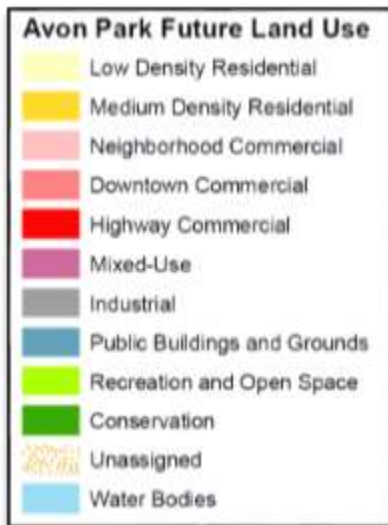 Avon Park Future Land Use
Low Density Residential
Medium Density Residential
Neighborhood Commercial
Downtown Commercial
Highway Commercial
Mixed-Use
Industrial
Public Buildings and Grounds
Recreation and Open Space
Conservation
Unassigned
Water Bodies